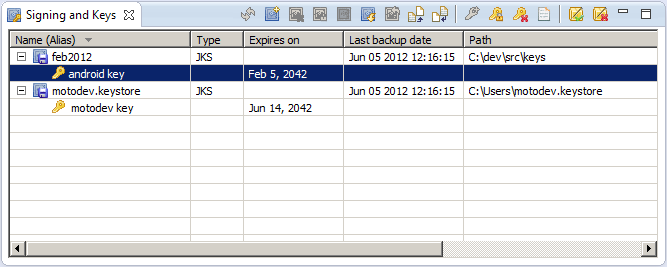 Signing and Keys
Name (Alias) Type Expires on Last backup date Path
feb2012 JKS Jun 05 2012 12:16:15 C:\dev\src\keys
android key Feb 5, 2042
motodev.keystore JKS Jun 05 2012 12:16:15 C:\Users\motodev.keystore
motodev key Jun 14, 2042